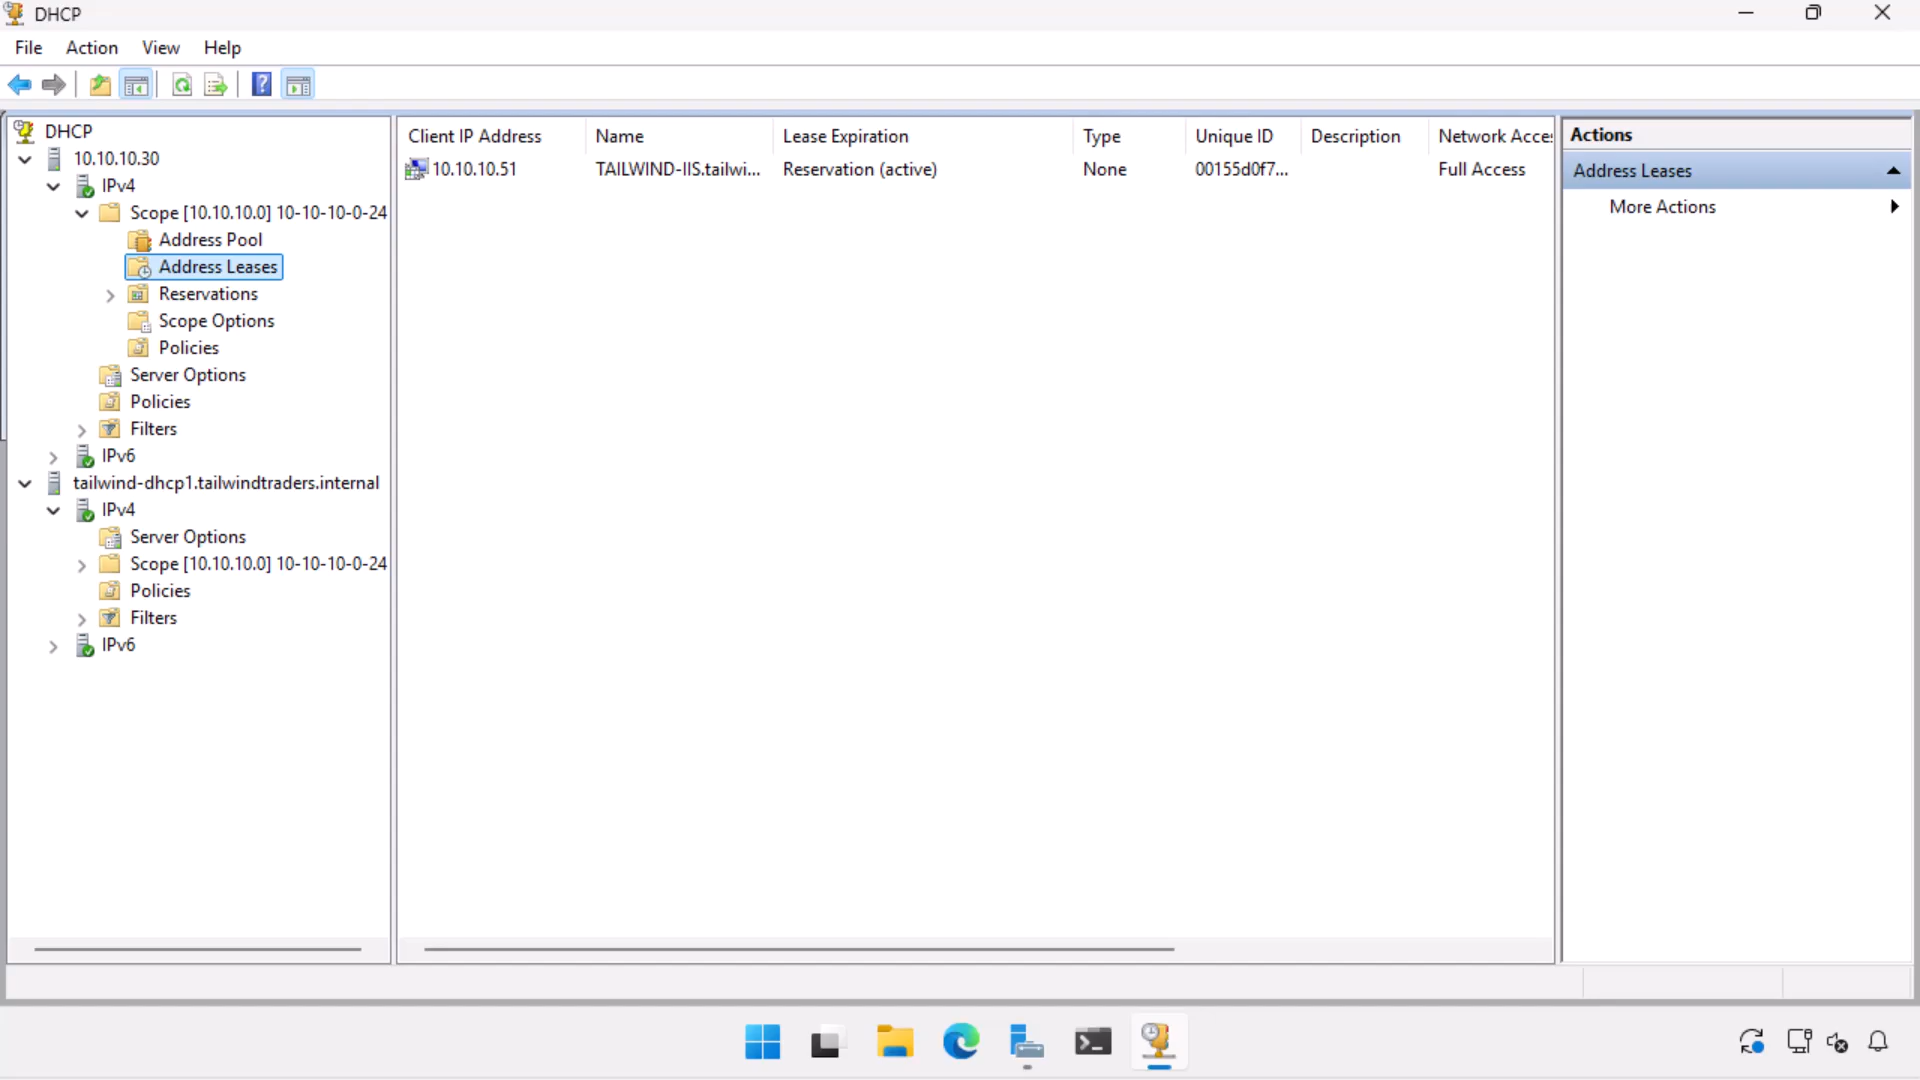 DHCP
File Action View Help
DHCP
10.10.10.30
IPv4
Scope [10.10.10.0] 10-10-10-0-24
Address Pool
Address Leases
Reservations
Scope Options
Policies
Server Options
Policies
Filters
IPv6
tailwind-dhcp1.tailwindtraders.internal
IPv4
Server Options
Scope [10.10.10.0] 10-10-10-0-24
Policies
Filters
IPv6
Client IP Address Name Lease Expiration Type Unique ID Description Network Acces
10.10.10.51 TAILWIND-IIS.tailwi... Reservation (active) None 00155d0f7... Full Access
Actions
Address Leases
More Actions